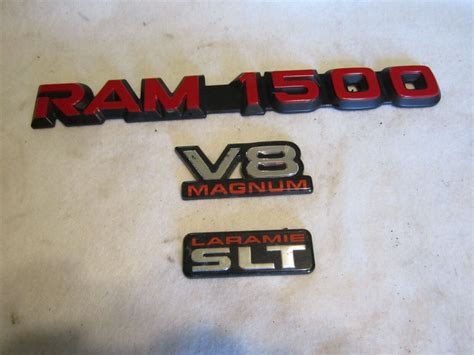 RAM 1500
V8
MAGNUM
LARAMIE
SLT